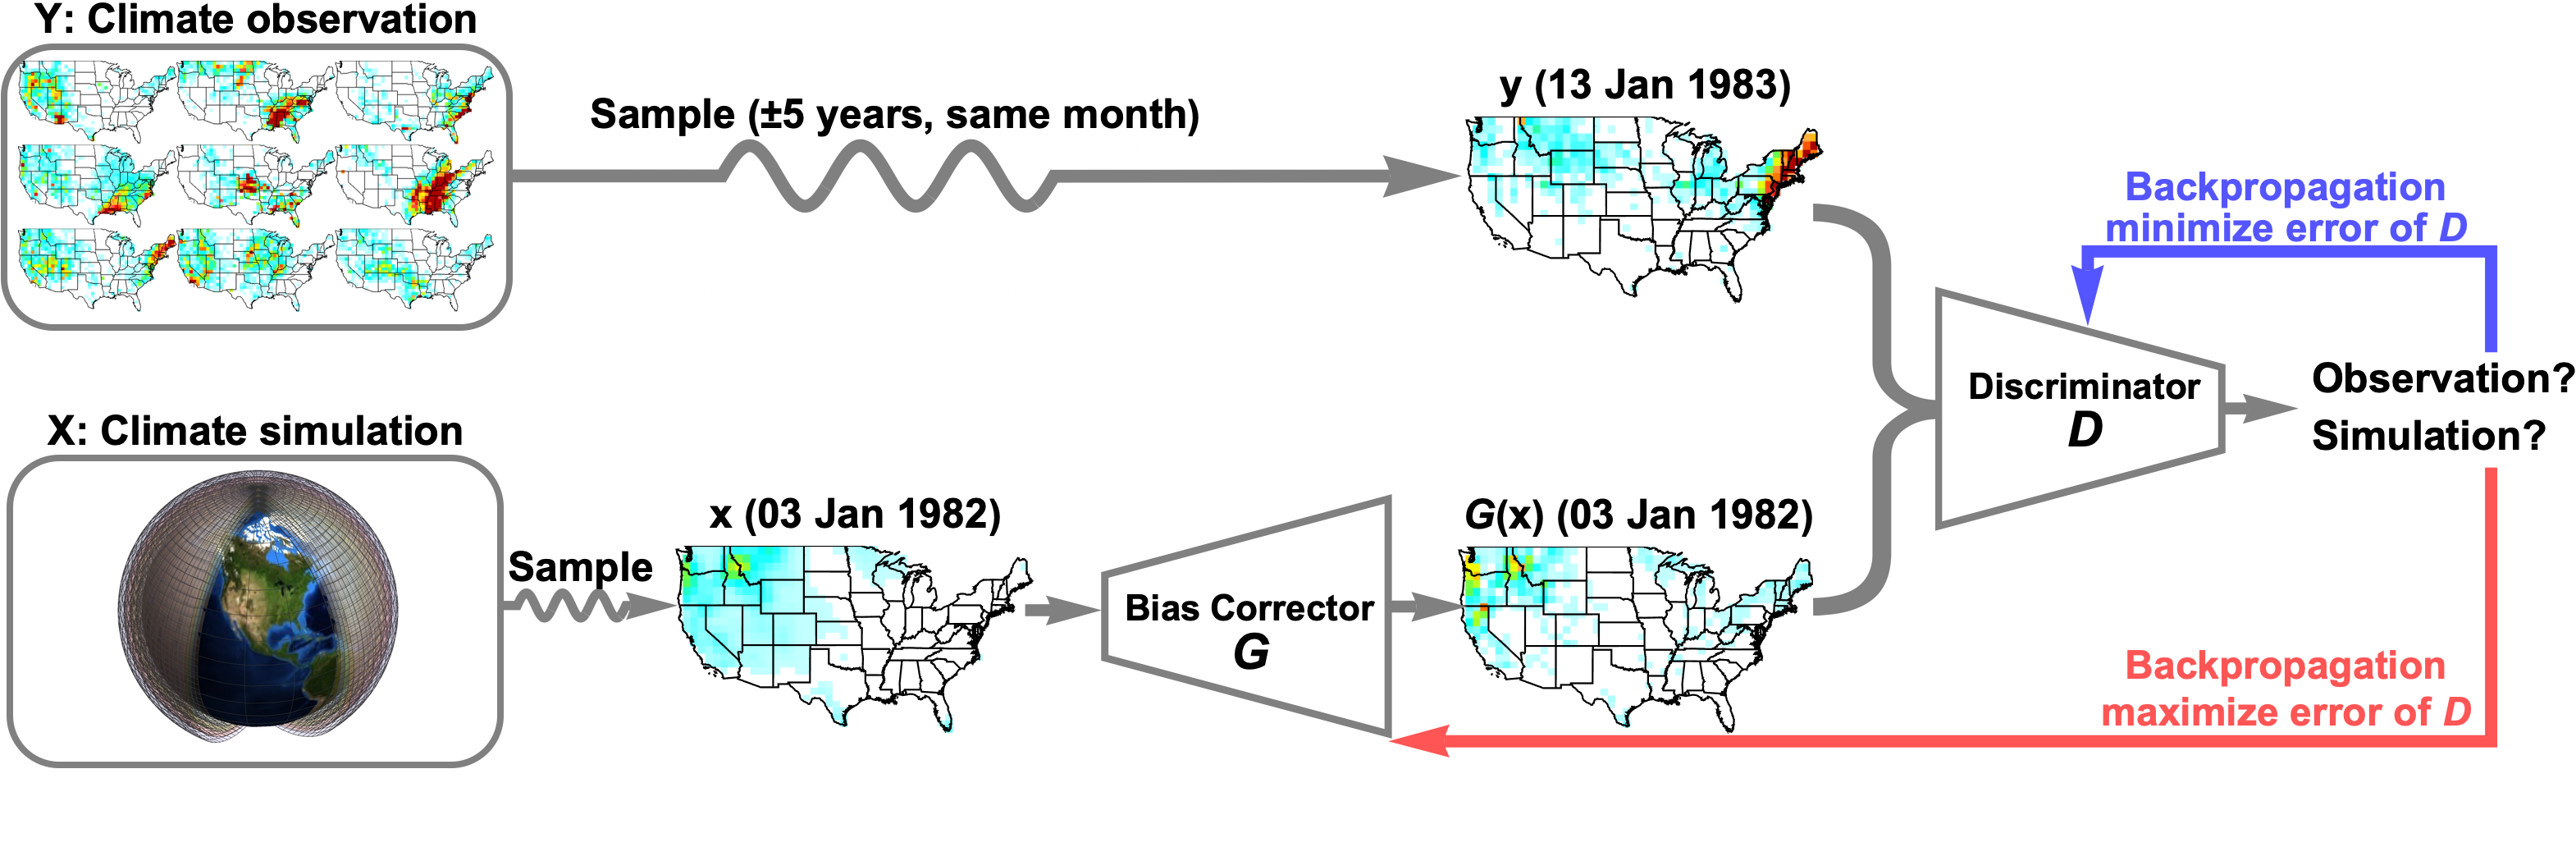 Y: Climate observation
Sample (±5 years, same month)
y (13 Jan 1983)
Backpropagation
minimize error of D
Discriminator
D
Observation?
Simulation?
X: Climate simulation
Sample
x (03 Jan 1982)
Bias Corrector
G
G(x) (03 Jan 1982)
Backpropagation
maximize error of D